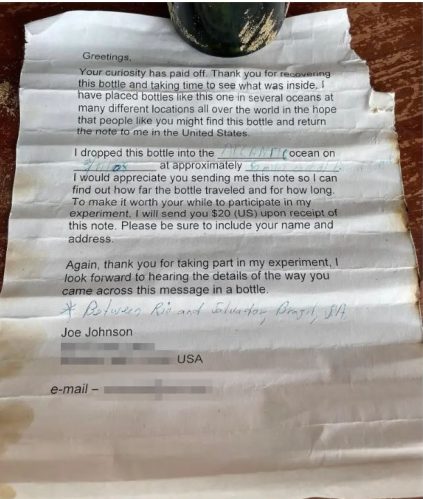 Greetings,
Your curiosity has paid off. Thank you for recovering
this bottle and taking time to see what was inside. I
have placed bottles like this one in several oceans at
many different locations all over the world in the hope
that people like you might find this bottle and return
the note to me in the United States.
I dropped this bottle into the ocean on
at approximately
I would appreciate you sending me this note so I can
find out how far the bottle traveled and for how long.
To make it worth your while to participate in my
experiment, I will send you $20 (US) upon receipt of
this note. Please be sure to include your name and
address.
Again, thank you for taking part in my experiment, I
look forward to hearing the details of the way you
came across this message in a bottle.
* Between Rio and Salvador, Brazil, SA
Joe Johnson
USA
e-mail –